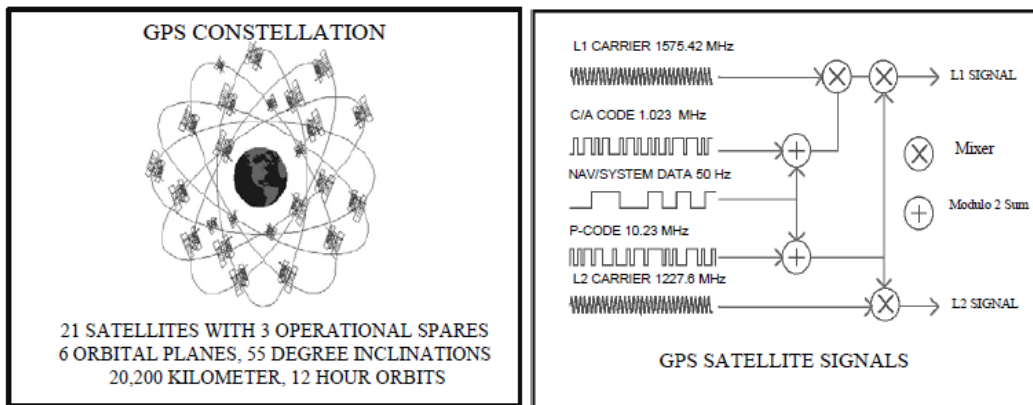 GPS CONSTELLATION
21 SATELLITES WITH 3 OPERATIONAL SPARES
6 ORBITAL PLANES, 55 DEGREE INCLINATIONS
20,200 KILOMETER, 12 HOUR ORBITS
L1 CARRIER 1575.42 MHz
L1 SIGNAL
C/A CODE 1.023 MHz
Mixer
NAV/SYSTEM DATA 50 Hz
Modulo 2 Sum
P-CODE 10.23 MHz
L2 CARRIER 1227.6 MHz
L2 SIGNAL
GPS SATELLITE SIGNALS